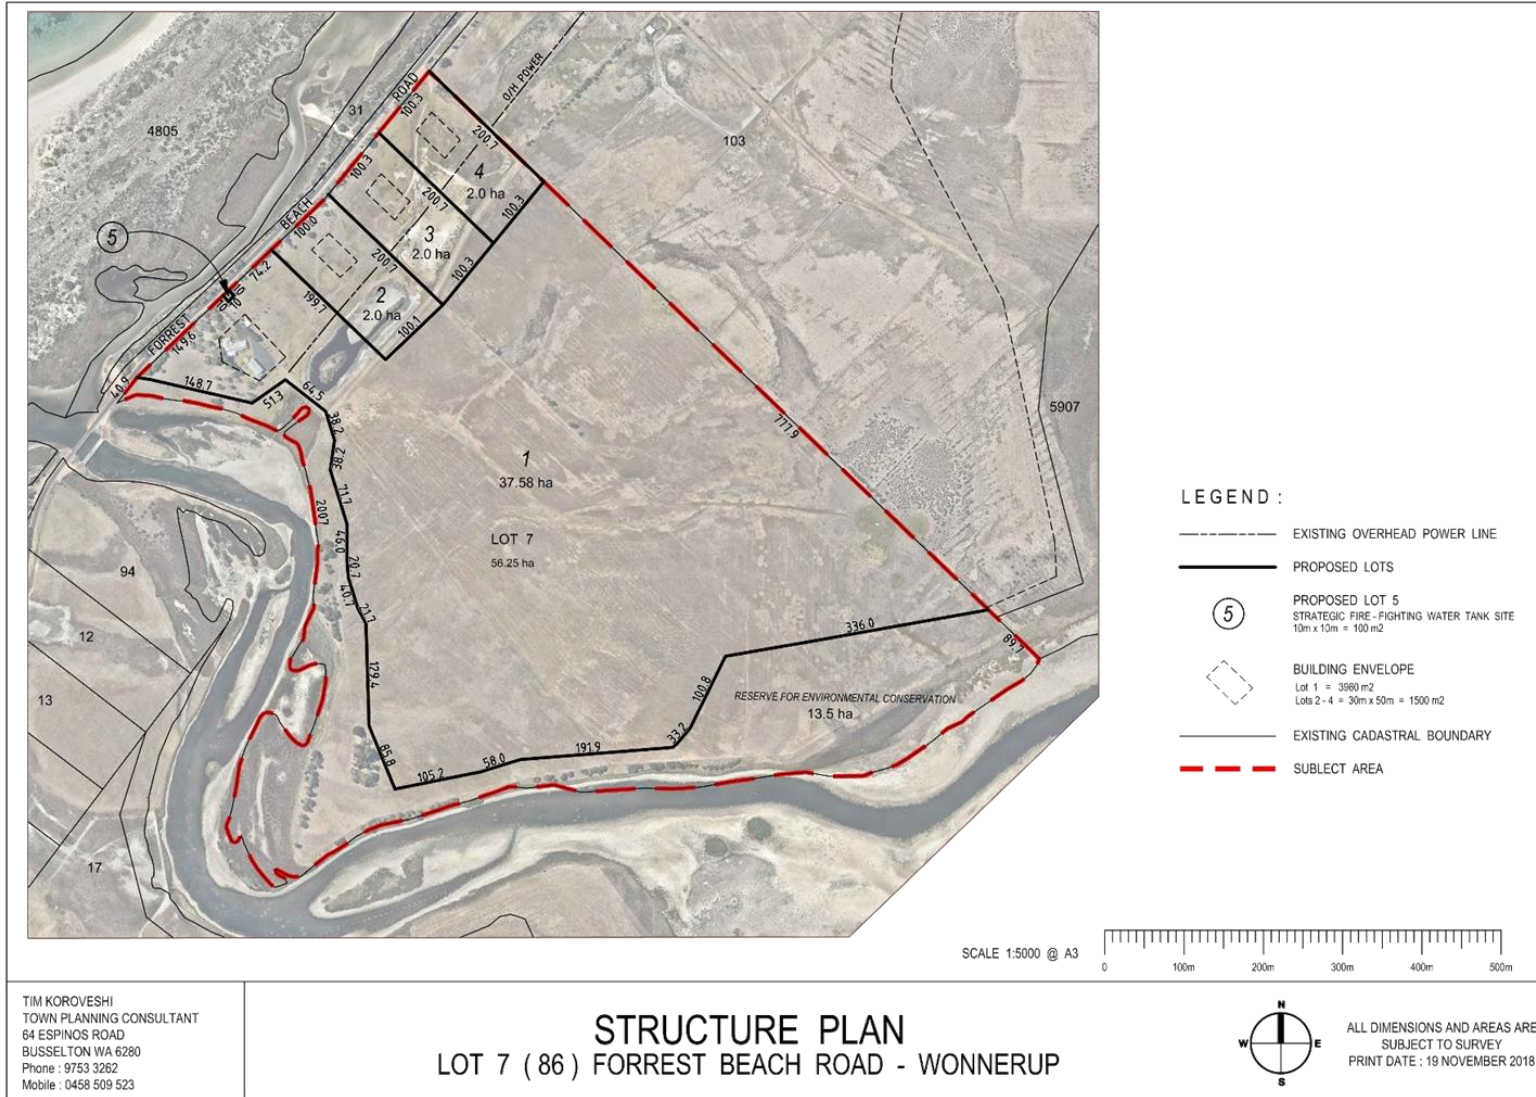 4805
31
ROAD
100.3
O/H POWER
200.7
103
4
2.0 ha
100.3
100.3
200.7
BEACH
100.0
3
2.0 ha
100.3
5
74.2
200.7
199.7
2
2.0 ha
100.1
10
10
10
FORREST
149.6
40.9
148.7
51.3
64.5
38.2
38.2
71.7
46.0
20.7
40.7
21.7
129.4
85.8
105.2
58.0
191.9
33.2
100.8
336.0
89.7
777.9
5907
2007
1
37.58 ha
LOT 7
56.25 ha
RESERVE FOR ENVIRONMENTAL CONSERVATION
13.5 ha
94
12
13
17
LEGEND :
EXISTING OVERHEAD POWER LINE
PROPOSED LOTS
5
PROPOSED LOT 5
STRATEGIC FIRE - FIGHTING WATER TANK SITE
10m x 10m = 100 m2
BUILDING ENVELOPE
Lot 1 = 3960 m2
Lots 2 - 4 = 30m x 50m = 1500 m2
EXISTING CADASTRAL BOUNDARY
SUBLECT AREA
SCALE 1:5000 @ A3
0 100m 200m 300m 400m 500m
TIM KOROVESHI
TOWN PLANNING CONSULTANT
64 ESPINOS ROAD
BUSSELTON WA 6280
Phone : 9753 3262
Mobile : 0458 509 523
STRUCTURE PLAN
LOT 7 ( 86 ) FORREST BEACH ROAD - WONNERUP
N
W E
S
ALL DIMENSIONS AND AREAS ARE
SUBJECT TO SURVEY
PRINT DATE : 19 NOVEMBER 2018